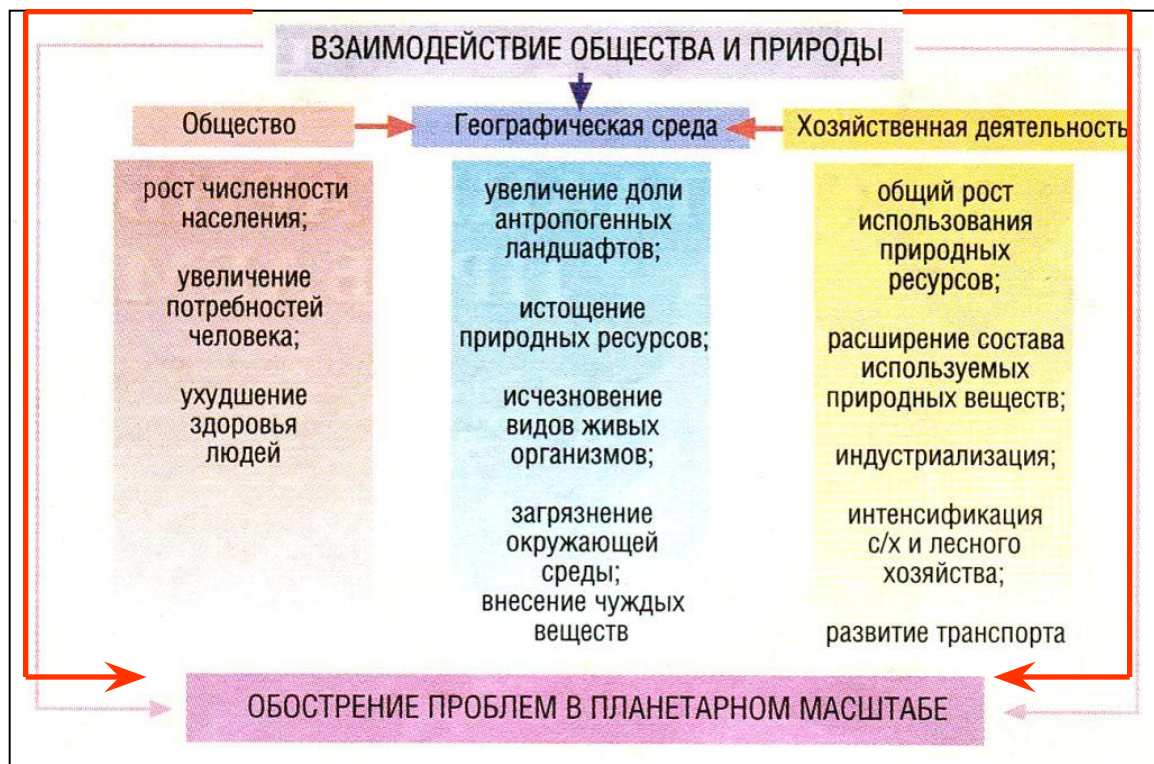 ВЗАИМОДЕЙСТВИЕ ОБЩЕСТВА И ПРИРОДЫ
Общество
рост численности
населения;
увеличение
потребностей
человека;
ухудшение
здоровья
людей
Географическая среда
увеличение доли
антропогенных
ландшафтов;
истощение
природных ресурсов;
исчезновение
видов живых
организмов;
загрязнение
окружающей
среды;
внесение чуждых
веществ
Хозяйственная деятельность
общий рост
использования
природных
ресурсов;
расширение состава
используемых
природных веществ;
индустриализация;
интенсификация
с/х и лесного
хозяйства;
развитие транспорта
ОБОСТРЕНИЕ ПРОБЛЕМ В ПЛАНЕТАРНОМ МАСШТАБЕ